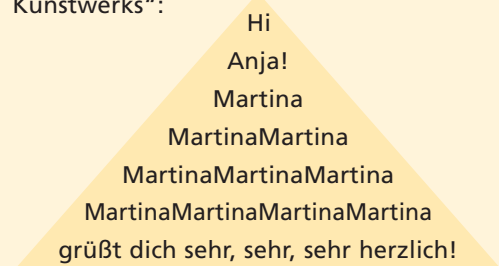 Kunstwerks“:
Hi
Anja!
Martina
MartinaMartina
MartinaMartinaMartina
MartinaMartinaMartinaMartina
grüßt dich sehr, sehr, sehr herzlich!